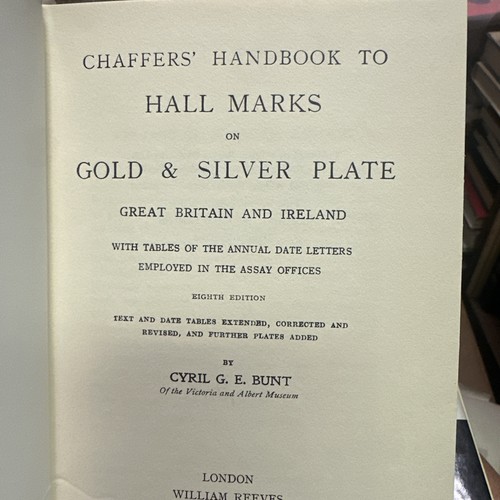 CHAFFERS' HANDBOOK TO
HALL MARKS
ON
GOLD & SILVER PLATE
GREAT BRITAIN AND IRELAND
WITH TABLES OF THE ANNUAL DATE LETTERS
EMPLOYED IN THE ASSAY OFFICES
EIGHTH EDITION
TEXT AND DATE TABLES EXTENDED, CORRECTED AND
REVISED, AND FURTHER PLATES ADDED
BY
CYRIL G. E. BUNT
Of the Victoria and Albert Museum
LONDON
WILLIAM REEVES